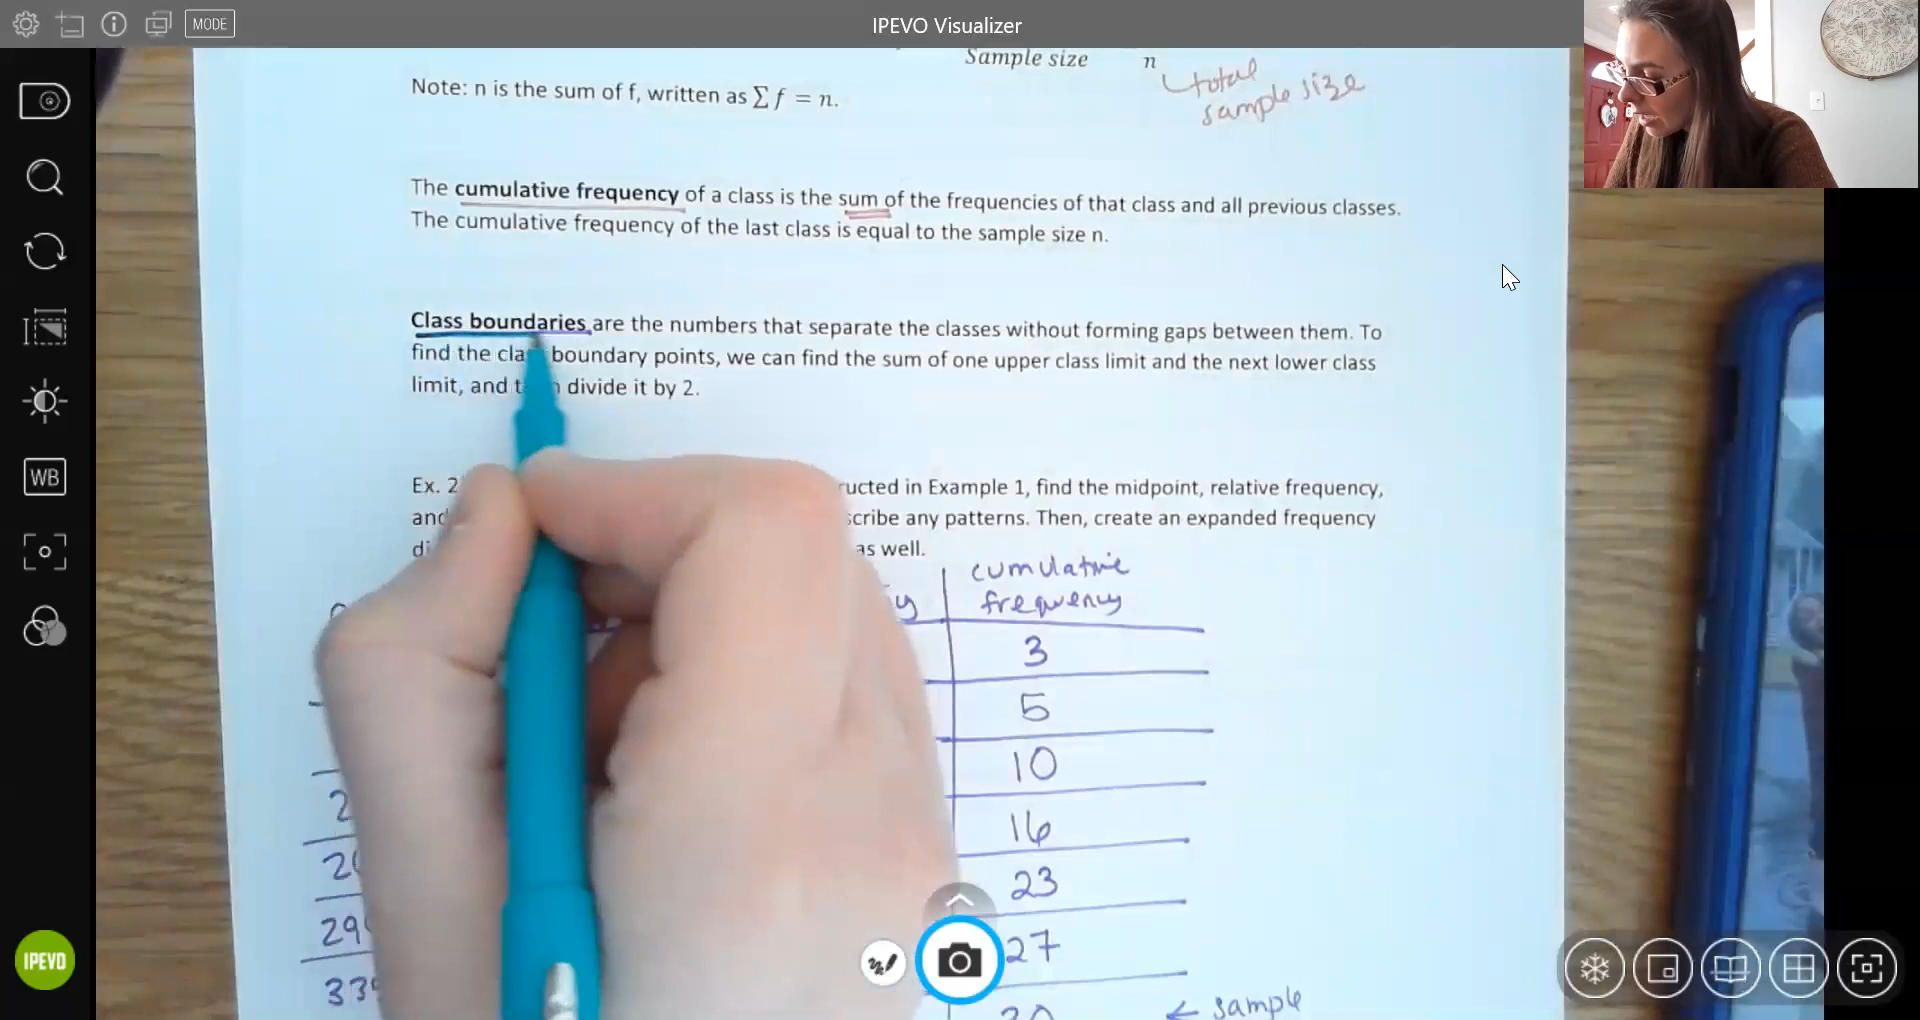 MODE
IPEVO Visualizer
Sample size n
total
sample size
Note: n is the sum of f, written as ∑ f = n.
The cumulative frequency of a class is the sum of the frequencies of that class and all previous classes.
The cumulative frequency of the last class is equal to the sample size n.
Class boundaries are the numbers that separate the classes without forming gaps between them. To
find the boundary points, we can find the sum of one upper class limit and the next lower class
limit, and divide it by 2.
WB
Ex. 2 in Example 1, find the midpoint, relative frequency,
any patterns. Then, create an expanded frequency
as well.
cumulative
frequency
3
5
10
16
23
27
← sample
IPEVO